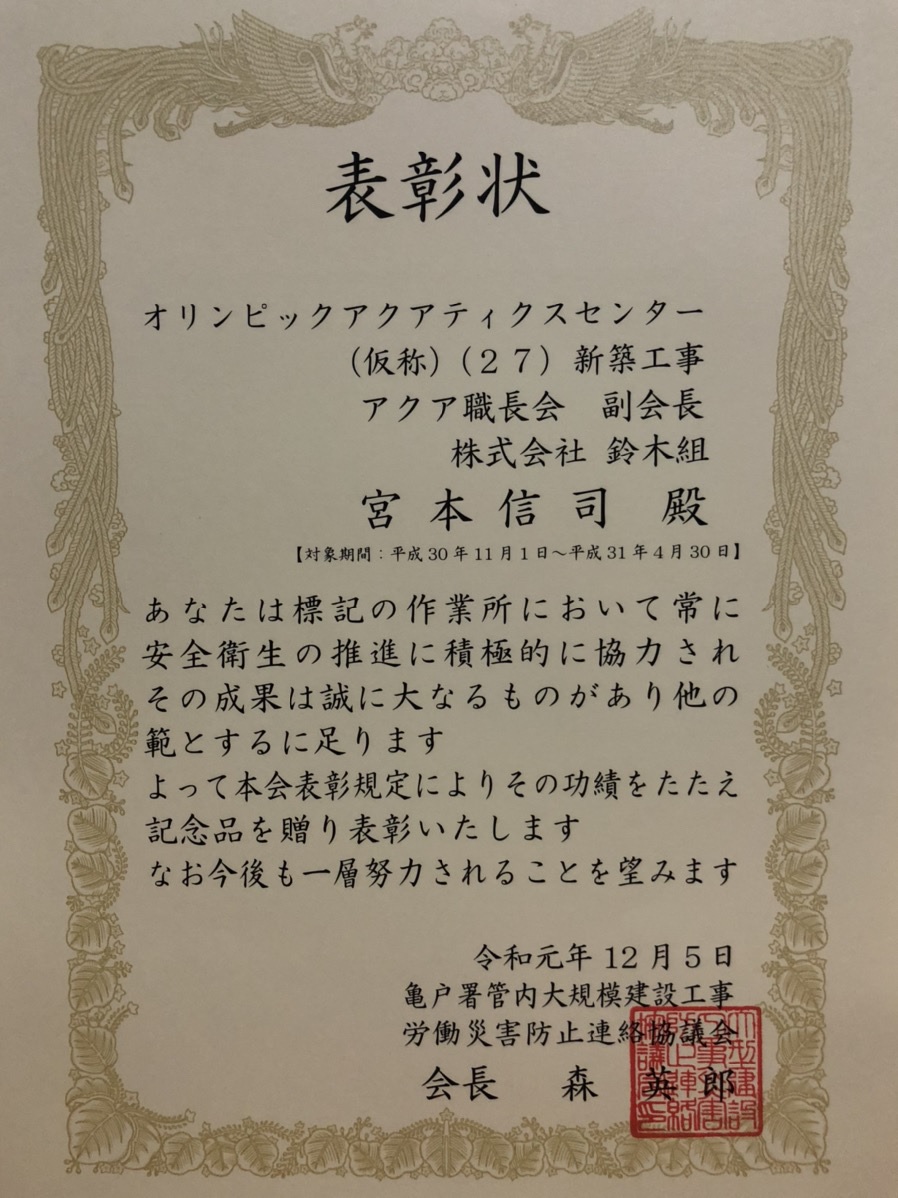 表彰状
オリンピックアクアティクスセンター
(仮称)(27) 新築工事
アクア職長会　副会長
株式会社 鈴木組
宮本信司　殿
【対象期間：平成30年11月1日～平成31年4月30日】
あなたは標記の作業所において常に
安全衛生の推進に積極的に協力され
その成果は誠に大なるものがあり他の
範とするに足ります
よって本会表彰規定によりその功績をたたえ
記念品を贈り表彰いたします
なお今後も一層努力されることを望みます
令和元年12月5日
亀戸署管内大規模建設工事
労働災害防止連絡協議会
会長　森　英郎